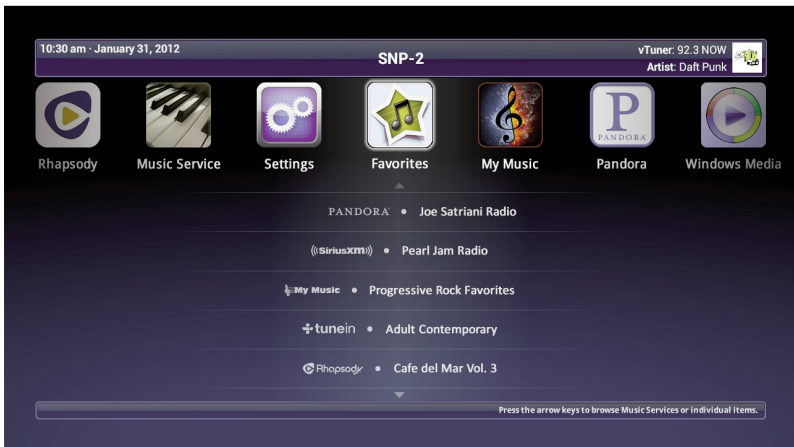 10:30 am · January 31, 2012
SNP-2
vTuner: 92.3 NOW
Artist: Daft Punk
P
PANDORA
Rhapsody
Music Service
Settings
Favorites
My Music
Pandora
Windows Media
PANDORA • Joe Satriani Radio
((SiriusXM)) • Pearl Jam Radio
My Music • Progressive Rock Favorites
tunein • Adult Contemporary
Rhapsody • Cafe del Mar Vol. 3
Press the arrow keys to browse Music Services or individual items.